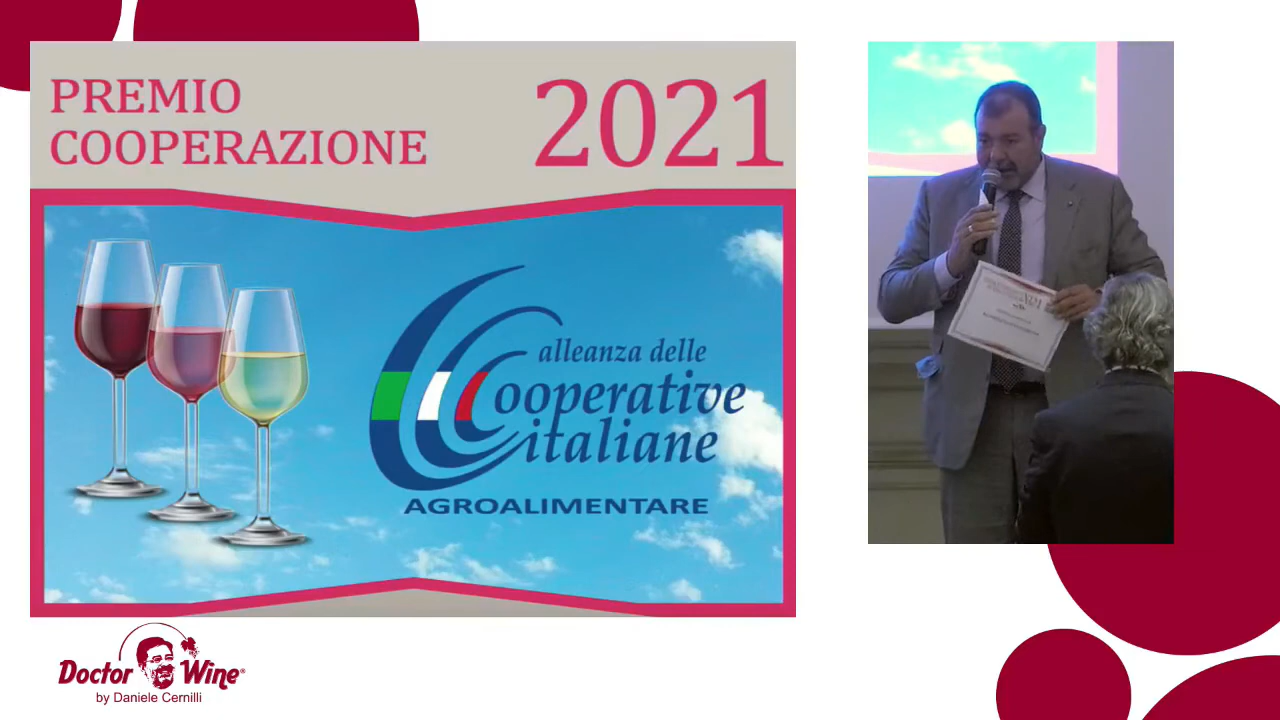 PREMIO
COOPERAZIONE
2021
alleanza delle
Cooperative
italiane
AGROALIMENTARE
Doctor Wine®
by Daniele Cernilli